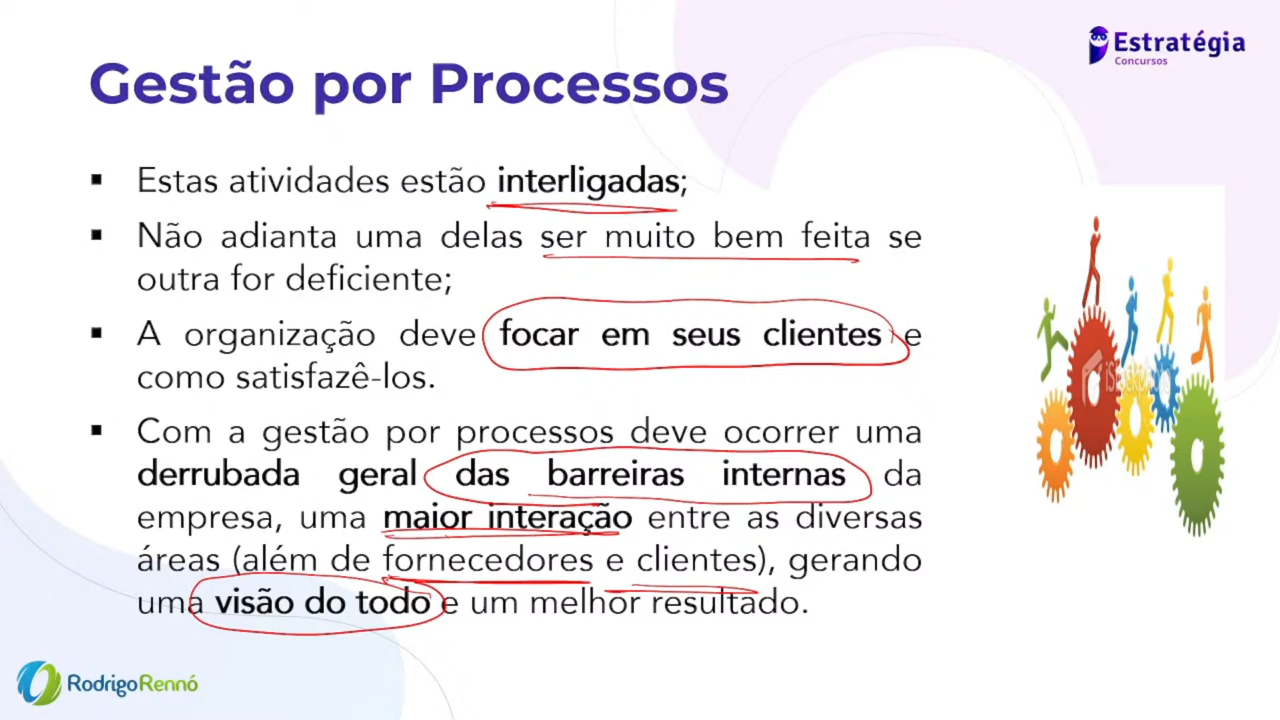 Estratégia
Concursos
Gestão por Processos
▪ Estas atividades estão interligadas;
▪ Não adianta uma delas ser muito bem feita se
outra for deficiente;
▪ A organização deve focar em seus clientes e
como satisfazê-los.
▪ Com a gestão por processos deve ocorrer uma
derrubada geral das barreiras internas da
empresa, uma maior interação entre as diversas
áreas (além de fornecedores e clientes), gerando
uma visão do todo e um melhor resultado.
RodrigoRennó